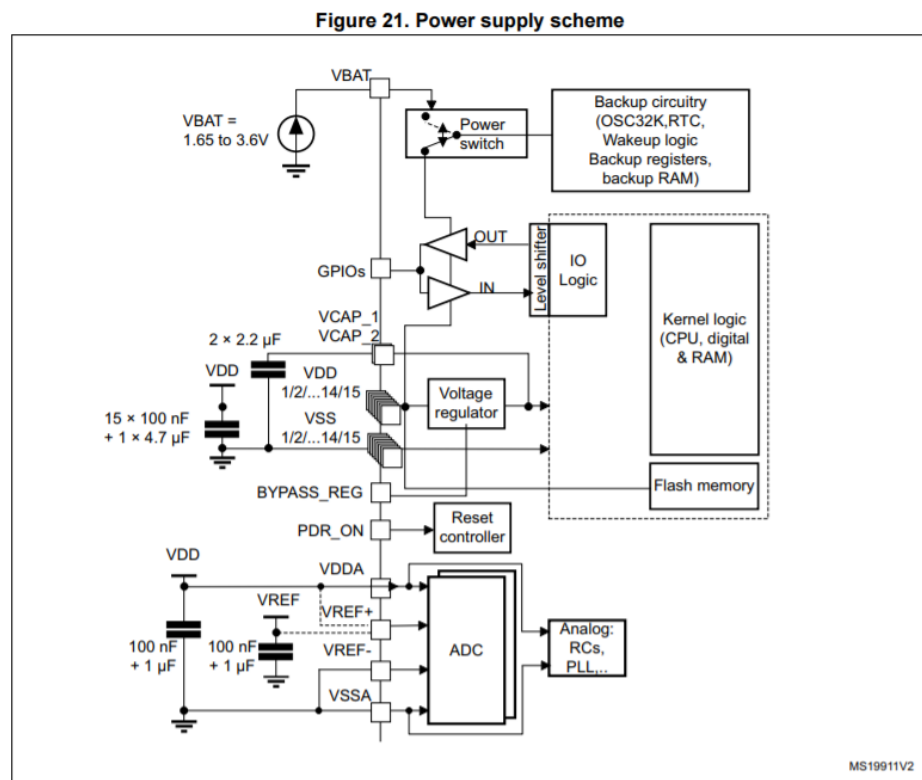 Figure 21. Power supply scheme
VBAT
VBAT =
1.65 to 3.6V
Power
switch
Backup circuitry
(OSC32K,RTC,
Wakeup logic
Backup registers,
backup RAM)
OUT
GPIOs
IN
Level shifter
IO
Logic
Kernel logic
(CPU, digital
& RAM)
VCAP_1
VCAP_2
2 × 2.2 µF
VDD
VDD
1/2/...14/15
Voltage
regulator
15 × 100 nF
+ 1 × 4.7 µF
VSS
1/2/...14/15
Flash memory
BYPASS_REG
PDR_ON
Reset
controller
VDD
VDDA
VREF
VREF+
100 nF
+ 1 µF
100 nF
+ 1 µF
VREF-
ADC
Analog:
RCs,
PLL,..
VSSA
MS19911V2